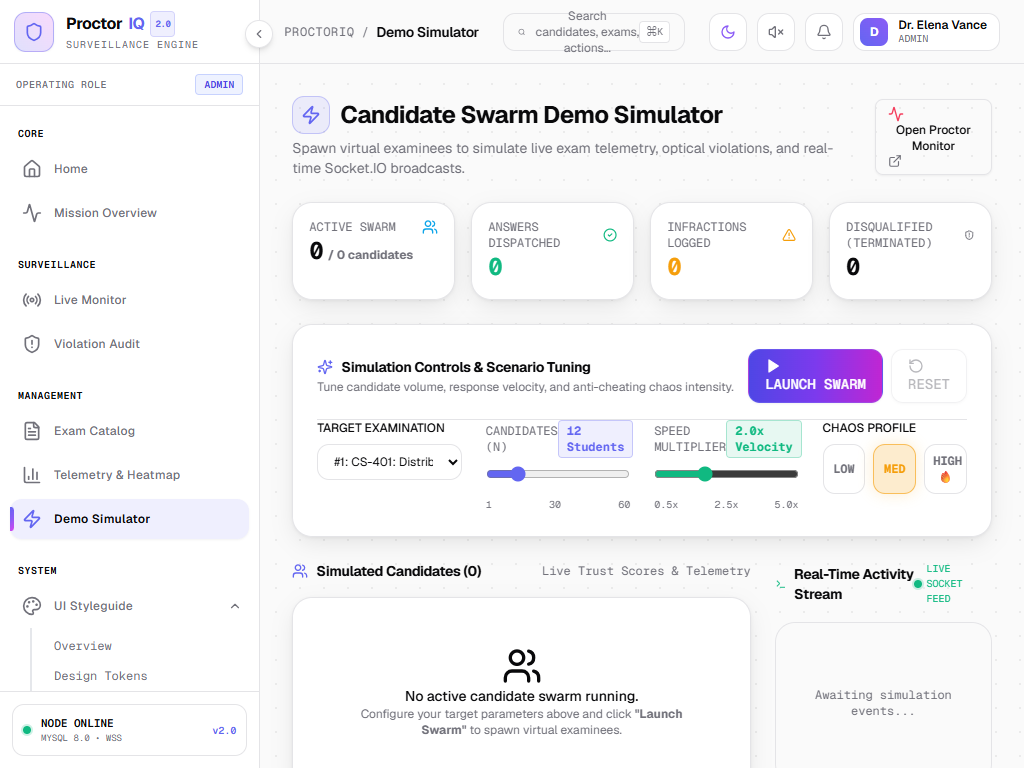 Proctor IQ 2.0
SURVEILLANCE ENGINE
PROCTORIQ / Demo Simulator
Search
candidates, exams,
actions...
⌘K
D
Dr. Elena Vance
ADMIN
OPERATING ROLE
ADMIN
CORE
Home
Mission Overview
SURVEILLANCE
Live Monitor
Violation Audit
MANAGEMENT
Exam Catalog
Telemetry & Heatmap
Demo Simulator
SYSTEM
UI Styleguide
Overview
Design Tokens
NODE ONLINE
MYSQL 8.0 • WSS
v2.0
Candidate Swarm Demo Simulator
Spawn virtual examinees to simulate live exam telemetry, optical violations, and real-
time Socket.IO broadcasts.
Open Proctor
Monitor
ACTIVE SWARM
0 / 0 candidates
ANSWERS
DISPATCHED
0
INFRACTIONS
LOGGED
0
DISQUALIFIED
(TERMINATED)
0
Simulation Controls & Scenario Tuning
Tune candidate volume, response velocity, and anti-cheating chaos intensity.
LAUNCH SWARM
RESET
TARGET EXAMINATION
#1: CS-401: Distrib
CANDIDATES
(N)
12
Students
1 30 60
SPEED
MULTIPLIER
2.0x
Velocity
0.5x 2.5x 5.0x
CHAOS PROFILE
LOW
MED
HIGH
🔥
Simulated Candidates (0)
Live Trust Scores & Telemetry
No active candidate swarm running.
Configure your target parameters above and click "Launch
Swarm" to spawn virtual examinees.
Real-Time Activity
Stream
LIVE
SOCKET
FEED
Awaiting simulation
events...